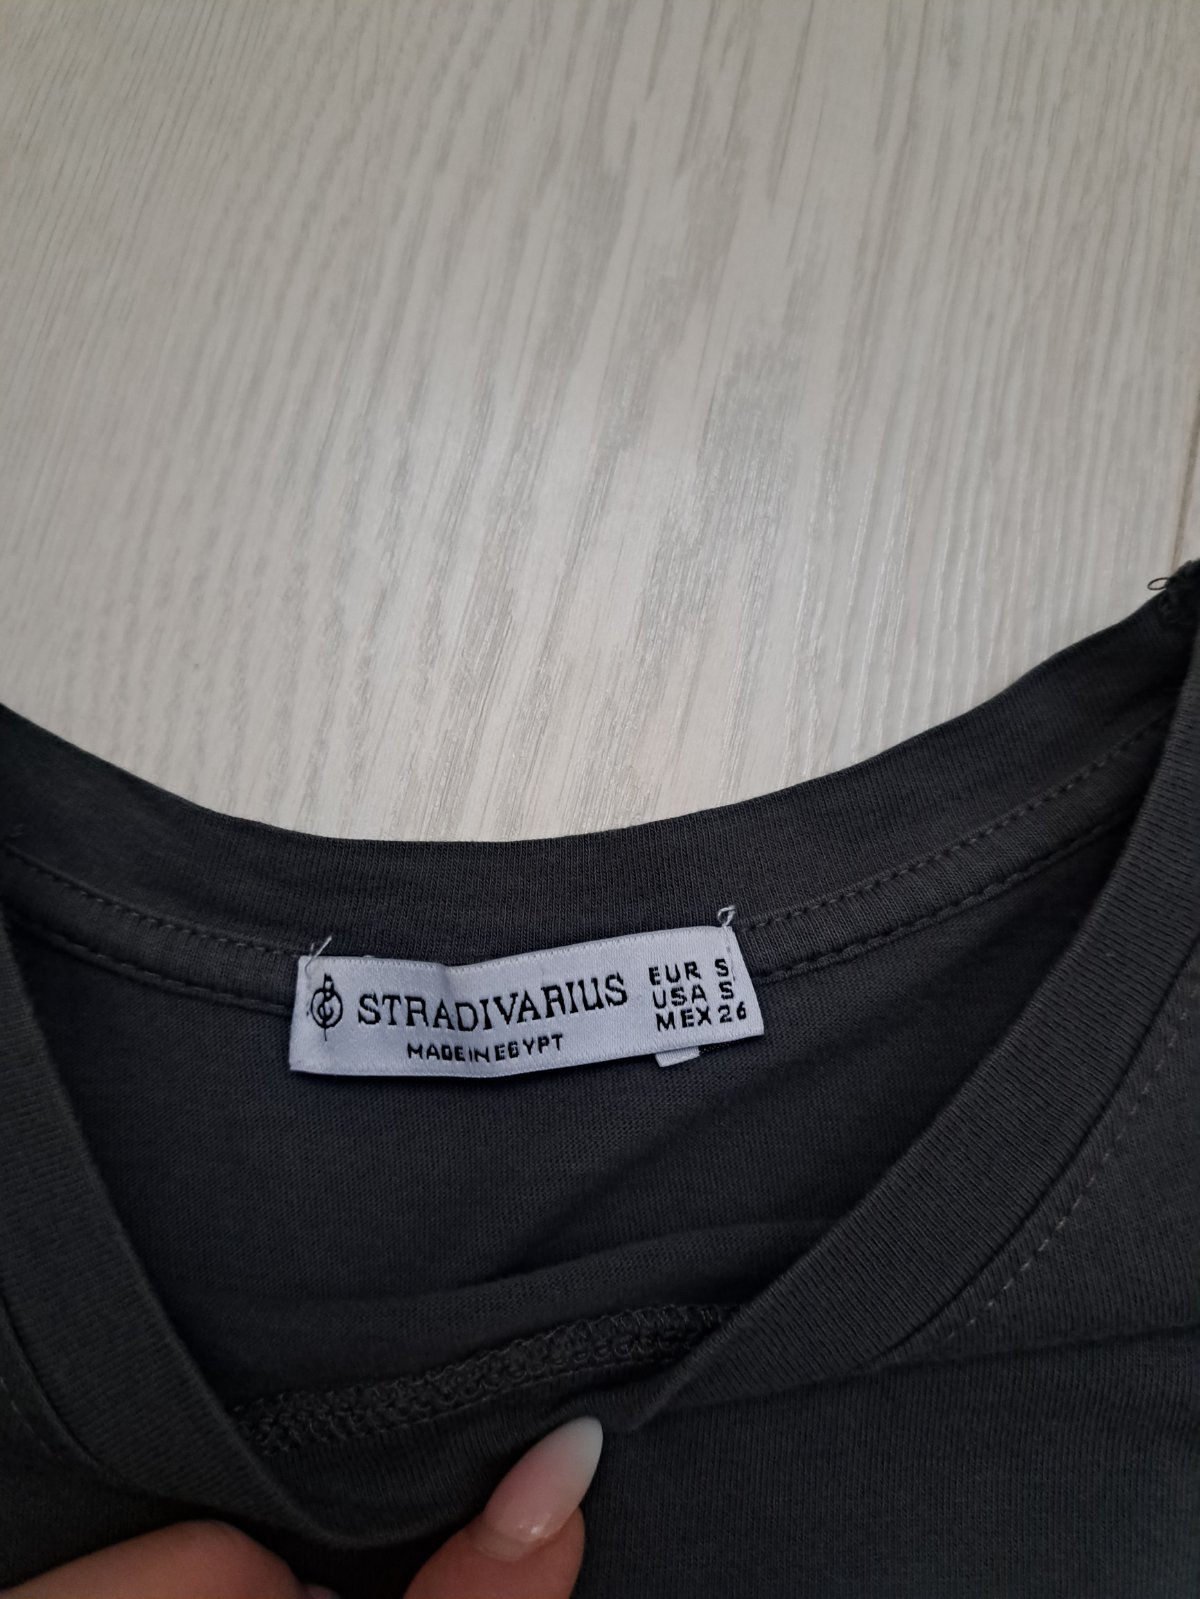 STRADIVARIUS
MADE IN EGYPT
EUR S
USA S
MEX 26